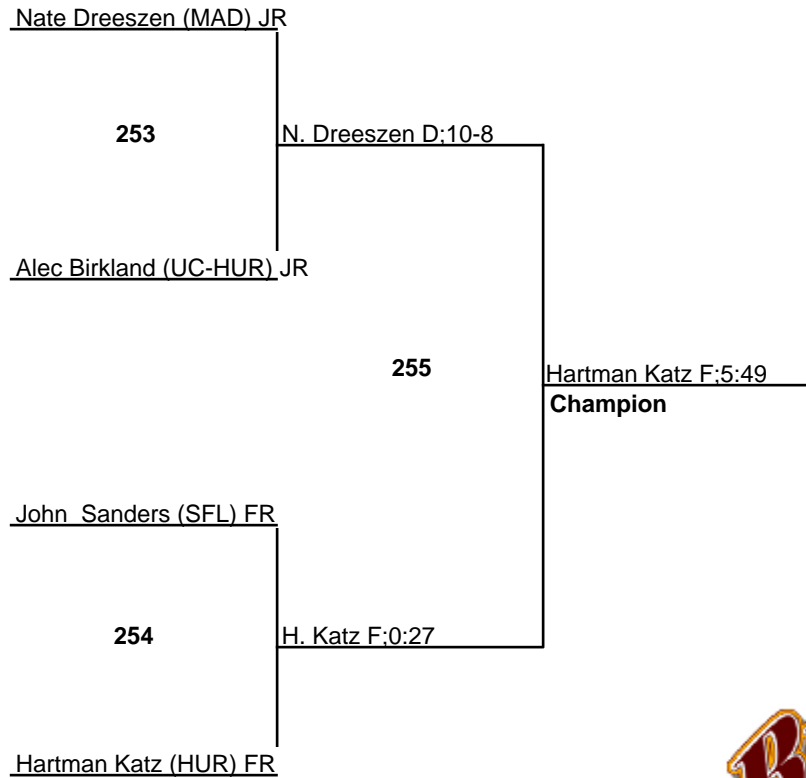 Nate Dreeszen (MAD) JR
253
N. Dreeszen D;10-8
Alec Birkland (UC-HUR) JR
255
Hartman Katz F;5:49
Champion
John  Sanders (SFL) FR
254
H. Katz F;0:27
Hartman Katz (HUR) FR